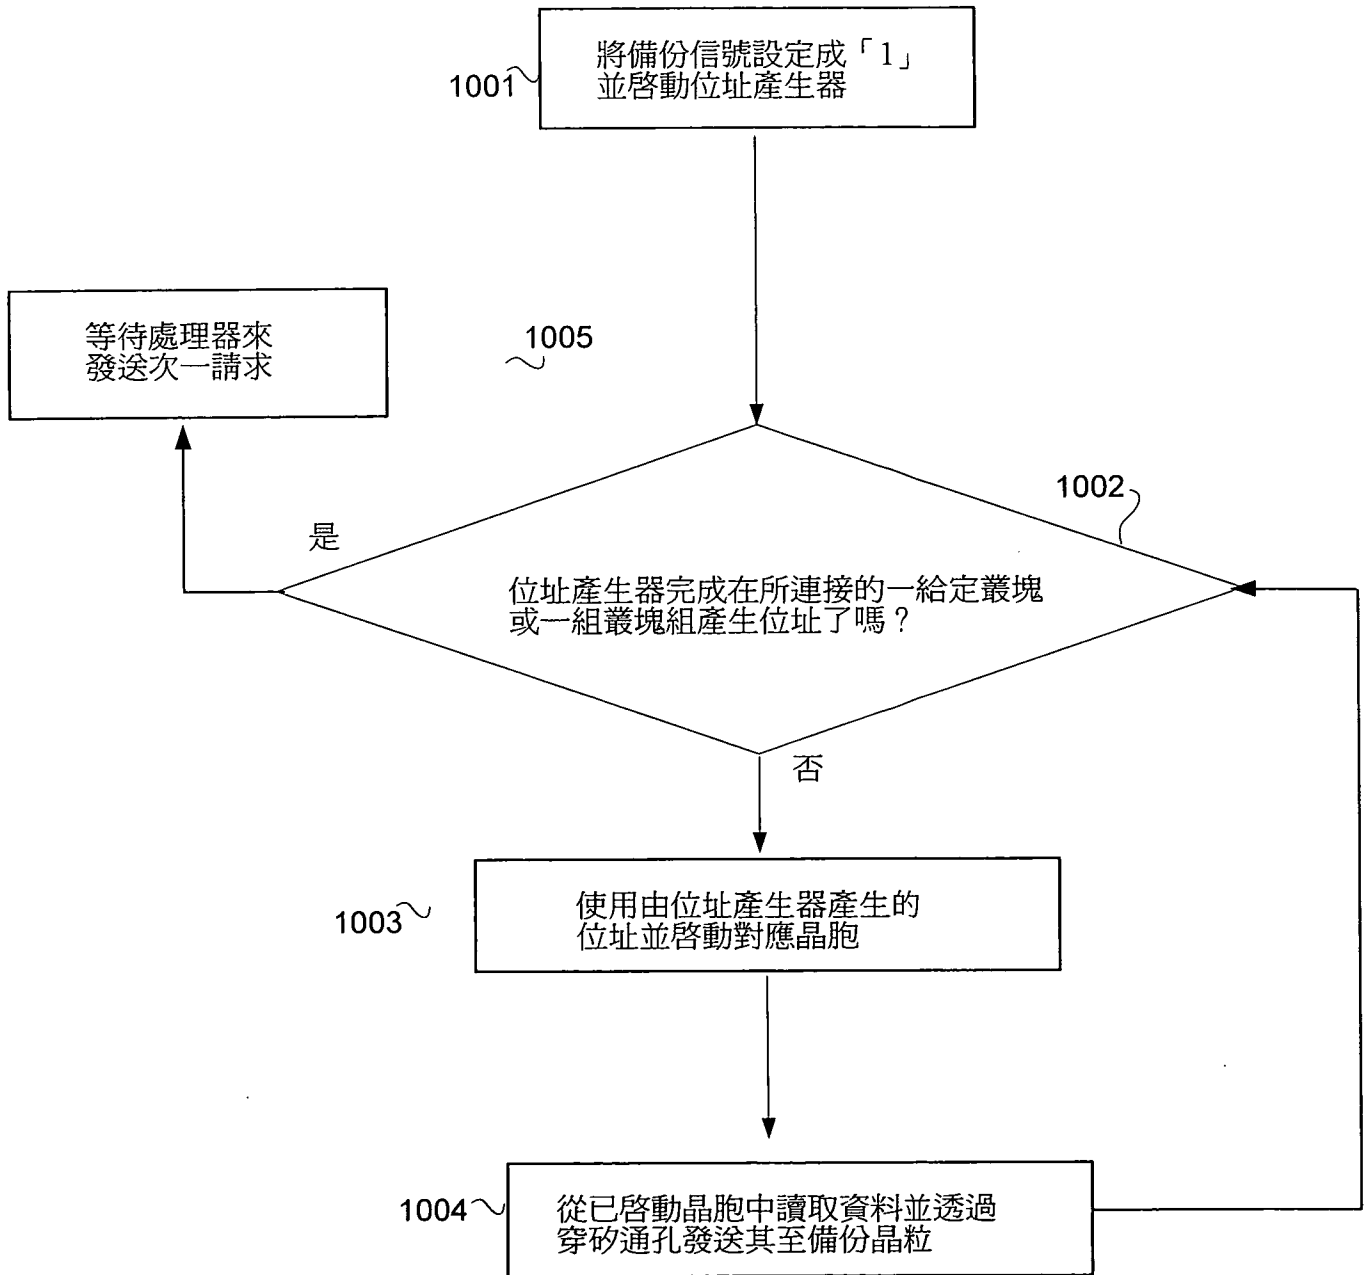 將備份信號設定成「1」
並啓動位址產生器
1001
等待處理器來
發送次一請求
1005
1002
是
位址產生器完成在所連接的一給定叢塊
或一組叢塊組產生位址了嗎？
否
1003
使用由位址產生器產生的
位址並啓動對應晶胞
1004
從已啓動晶胞中讀取資料並透過
穿矽通孔發送其至備份晶粒